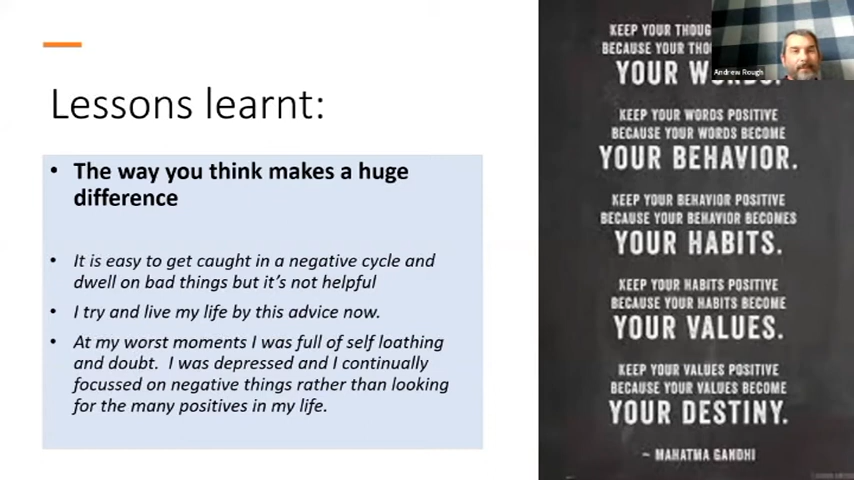 Lessons learnt:
• The way you think makes a huge
difference
• It is easy to get caught in a negative cycle and
dwell on bad things but it's not helpful
• I try and live my life by this advice now.
• At my worst moments I was full of self loathing
and doubt. I was depressed and I continually
focussed on negative things rather than looking
for the many positives in my life.
KEEP YOUR
BECAUSE YOUR
YOUR
Andrew Rough
KEEP YOUR WORDS POSITIVE
BECAUSE YOUR WORDS BECOME
YOUR BEHAVIOR.
KEEP YOUR BEHAVIOR POSITIVE
BECAUSE YOUR BEHAVIOR BECOMES
YOUR HABITS.
KEEP YOUR HABITS POSITIVE
BECAUSE YOUR HABITS BECOME
YOUR VALUES.
KEEP YOUR VALUES POSITIVE
BECAUSE YOUR VALUES BECOME
YOUR DESTINY.
~ MAHATMA GANDHI